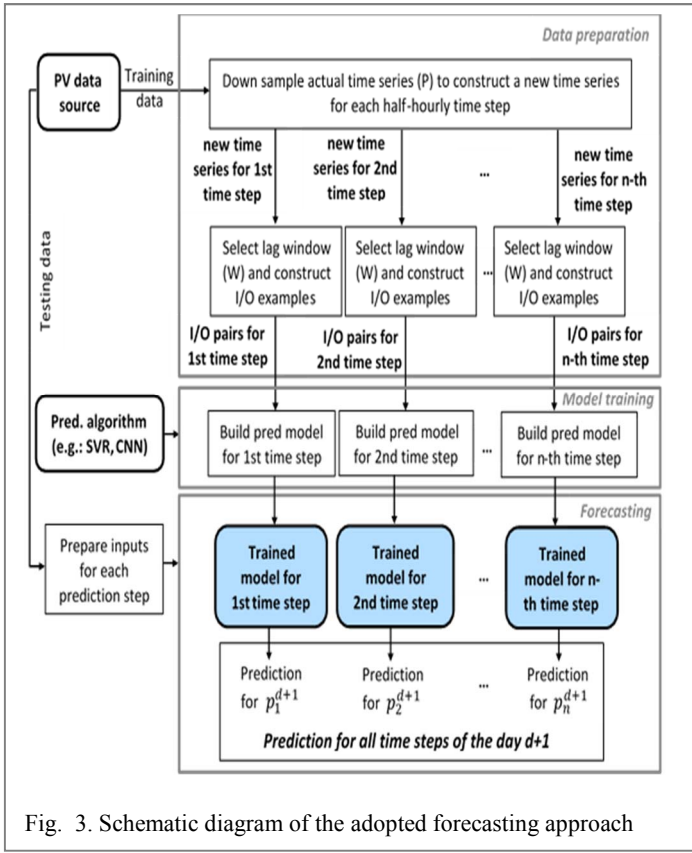 Data preparation
PV data
source
Training
data
Down sample actual time series (P) to construct a new time series
for each half-hourly time step
new time
series for 1st
time step
new time
series for 2nd
time step
...
new time
series for n-th
time step
Select lag window
(W) and construct
I/O examples
Select lag window
(W) and construct
I/O examples
...
Select lag window
(W) and construct
I/O examples
Testing data
I/O pairs for
1st time step
I/O pairs for
2nd time step
I/O pairs for
n-th time step
Model training
Pred. algorithm
(e.g.: SVR, CNN)
Build pred model
for 1st time step
Build pred model
for 2nd time step
...
Build pred model
for n-th time step
Forecasting
Prepare inputs
for each
prediction step
Trained
model for
1st time step
Trained
model for
2nd time step
...
Trained
model for n-
th time step
Prediction
for p₁ᵈ⁺¹
Prediction
for p₂ᵈ⁺¹
...
Prediction
for pₙᵈ⁺¹
Prediction for all time steps of the day d+1
Fig. 3. Schematic diagram of the adopted forecasting approach